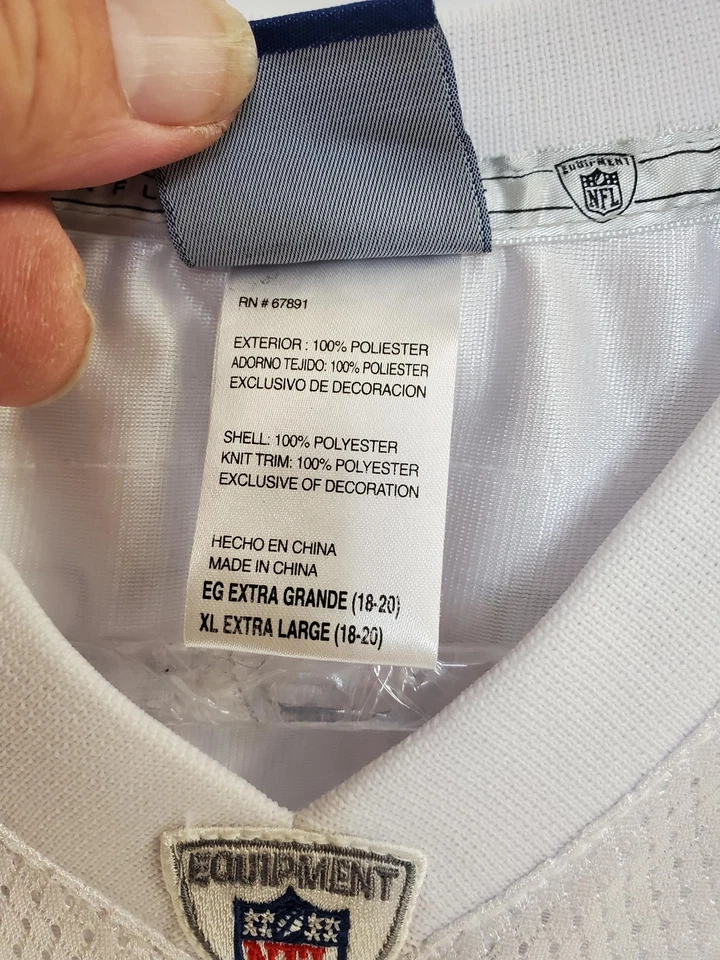 EQUIPMENT
NFL
RN # 67891
EXTERIOR : 100% POLIESTER
ADORNO TEJIDO: 100% POLIESTER
EXCLUSIVO DE DECORACION
SHELL: 100% POLYESTER
KNIT TRIM: 100% POLYESTER
EXCLUSIVE OF DECORATION
HECHO EN CHINA
MADE IN CHINA
EG EXTRA GRANDE (18-20)
XL EXTRA LARGE (18-20)
EQUIPMENT
NFL